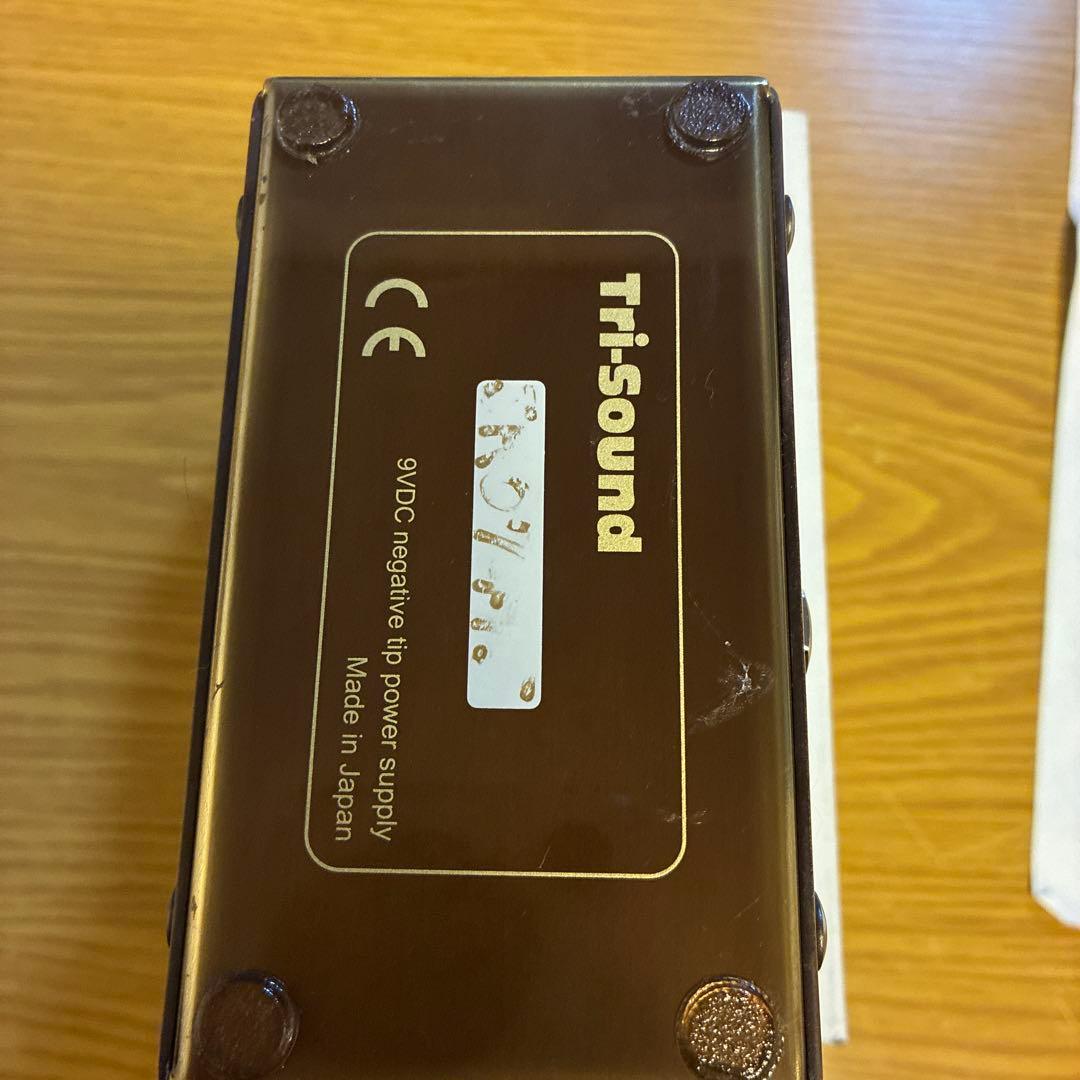 Tri-Sound
9VDC negative tip power supply
Made in Japan
CE